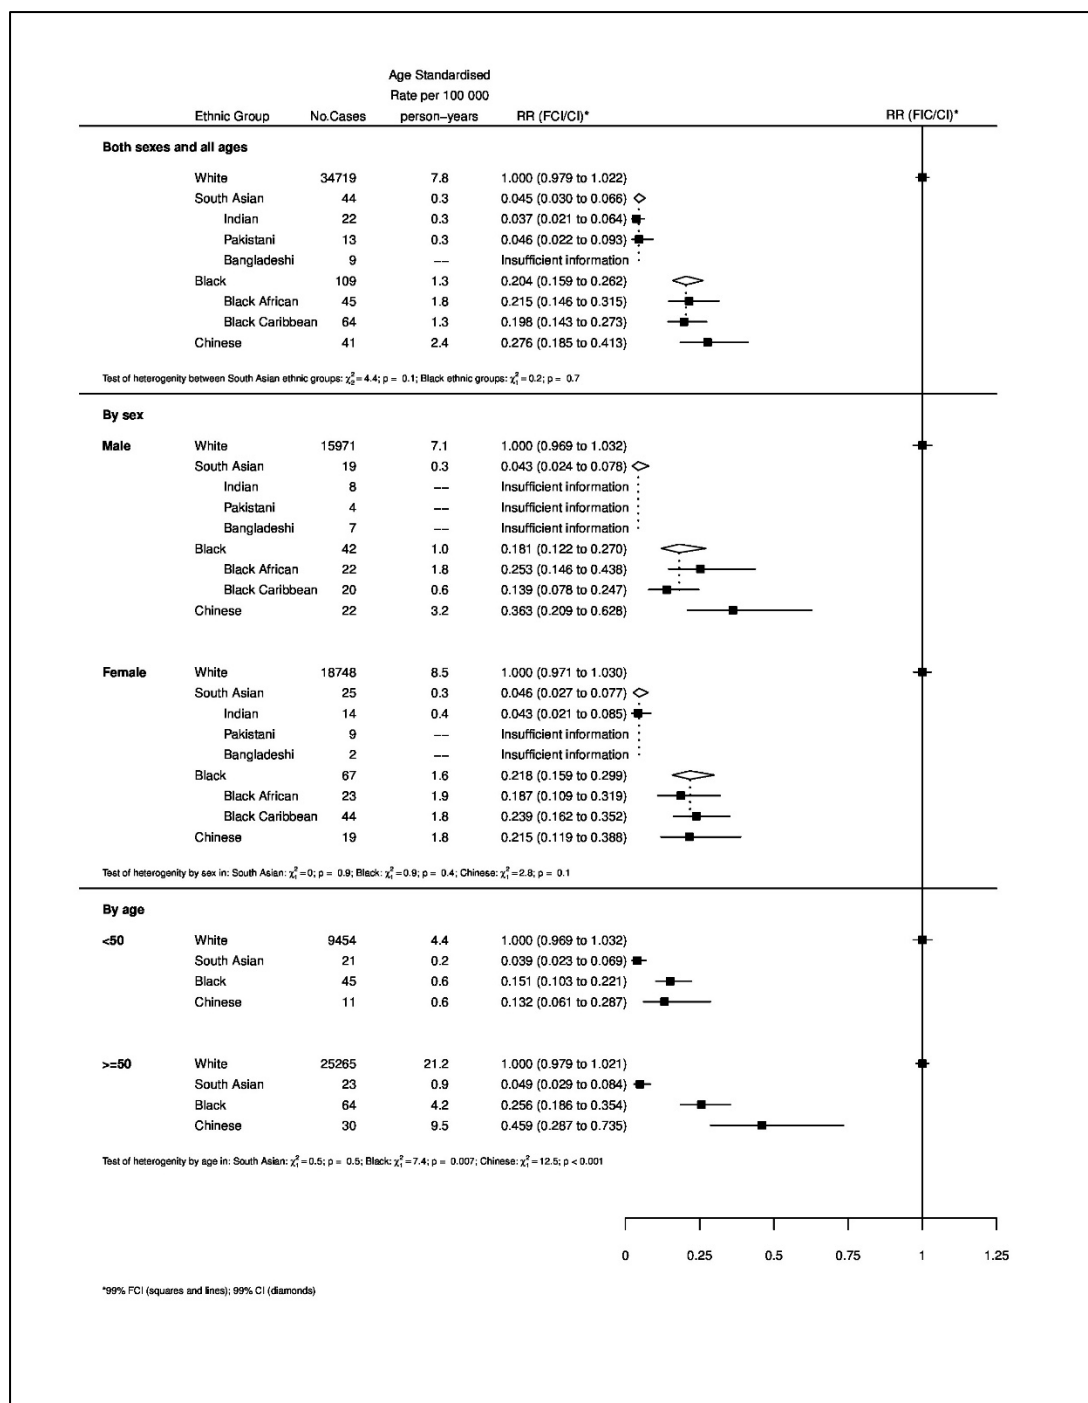 Age Standardised
Rate per 100 000
Ethnic Group No.Cases person−years RR (FCI/CI)* RR (FIC/CI)*
Both sexes and all ages
White 34719 7.8 1.000 (0.979 to 1.022)
South Asian 44 0.3 0.045 (0.030 to 0.066)
Indian 22 0.3 0.037 (0.021 to 0.064)
Pakistani 13 0.3 0.046 (0.022 to 0.093)
Bangladeshi 9 −− Insufficient information
Black 109 1.3 0.204 (0.159 to 0.262)
Black African 45 1.8 0.215 (0.146 to 0.315)
Black Caribbean 64 1.3 0.198 (0.143 to 0.273)
Chinese 41 2.4 0.276 (0.185 to 0.413)
Test of heterogenity between South Asian ethnic groups: χ²₂ = 4.4; p = 0.1; Black ethnic groups: χ²₁ = 0.2; p = 0.7
By sex
Male White 15971 7.1 1.000 (0.969 to 1.032)
South Asian 19 0.3 0.043 (0.024 to 0.078)
Indian 8 −− Insufficient information
Pakistani 4 −− Insufficient information
Bangladeshi 7 −− Insufficient information
Black 42 1.0 0.181 (0.122 to 0.270)
Black African 22 1.8 0.253 (0.146 to 0.438)
Black Caribbean 20 0.6 0.139 (0.078 to 0.247)
Chinese 22 3.2 0.363 (0.209 to 0.628)
Female White 18748 8.5 1.000 (0.971 to 1.030)
South Asian 25 0.3 0.046 (0.027 to 0.077)
Indian 14 0.4 0.043 (0.021 to 0.085)
Pakistani 9 −− Insufficient information
Bangladeshi 2 −− Insufficient information
Black 67 1.6 0.218 (0.159 to 0.299)
Black African 23 1.9 0.187 (0.109 to 0.319)
Black Caribbean 44 1.8 0.239 (0.162 to 0.352)
Chinese 19 1.8 0.215 (0.119 to 0.388)
Test of heterogenity by sex in: South Asian: χ²₁ = 0; p = 0.9; Black: χ²₁ = 0.9; p = 0.4; Chinese: χ²₁ = 2.8; p = 0.1
By age
<50 White 9454 4.4 1.000 (0.969 to 1.032)
South Asian 21 0.2 0.039 (0.023 to 0.069)
Black 45 0.6 0.151 (0.103 to 0.221)
Chinese 11 0.6 0.132 (0.061 to 0.287)
>=50 White 25265 21.2 1.000 (0.979 to 1.021)
South Asian 23 0.9 0.049 (0.029 to 0.084)
Black 64 4.2 0.256 (0.186 to 0.354)
Chinese 30 9.5 0.459 (0.287 to 0.735)
Test of heterogenity by age in: South Asian: χ²₁ = 0.5; p = 0.5; Black: χ²₁ = 7.4; p = 0.007; Chinese: χ²₁ = 12.5; p < 0.001
0 0.25 0.5 0.75 1 1.25
*99% FCI (squares and lines); 99% CI (diamonds)